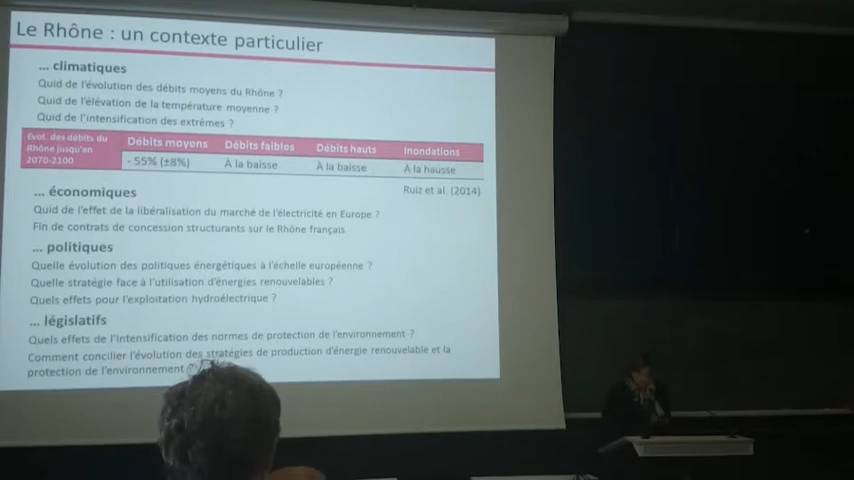 Le Rhône : un contexte particulier
... climatiques
Quid de l'évolution des débits moyens du Rhône ?
Quid de l'élévation de la température moyenne ?
Quid de l'intensification des extrêmes ?
Evol. des débits du
Rhône jusqu'en
2070-2100
Débits moyens Débits faibles Débits hauts Inondations
- 55% (±8%) À la baisse À la baisse À la hausse
Ruiz et al. (2014)
... économiques
Quid de l'effet de la libéralisation du marché de l'électricité en Europe ?
Fin de contrats de concession structurants sur le Rhône français
... politiques
Quelle évolution des politiques énergétiques à l'échelle européenne ?
Quelle stratégie face à l'utilisation d'énergies renouvelables ?
Quels effets pour l'exploitation hydroélectrique ?
... législatifs
Quels effets de l'intensification des normes de protection de l'environnement ?
Comment concilier l'évolution des stratégies de production d'énergie renouvelable et la
protection de l'environnement